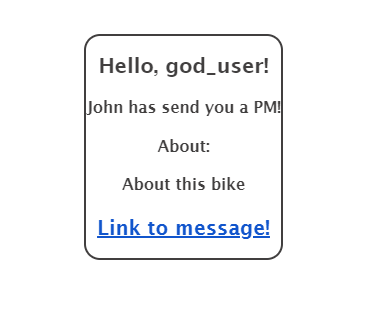 Hello, god_user!
John has send you a PM!
About:
About this bike
Link to message!